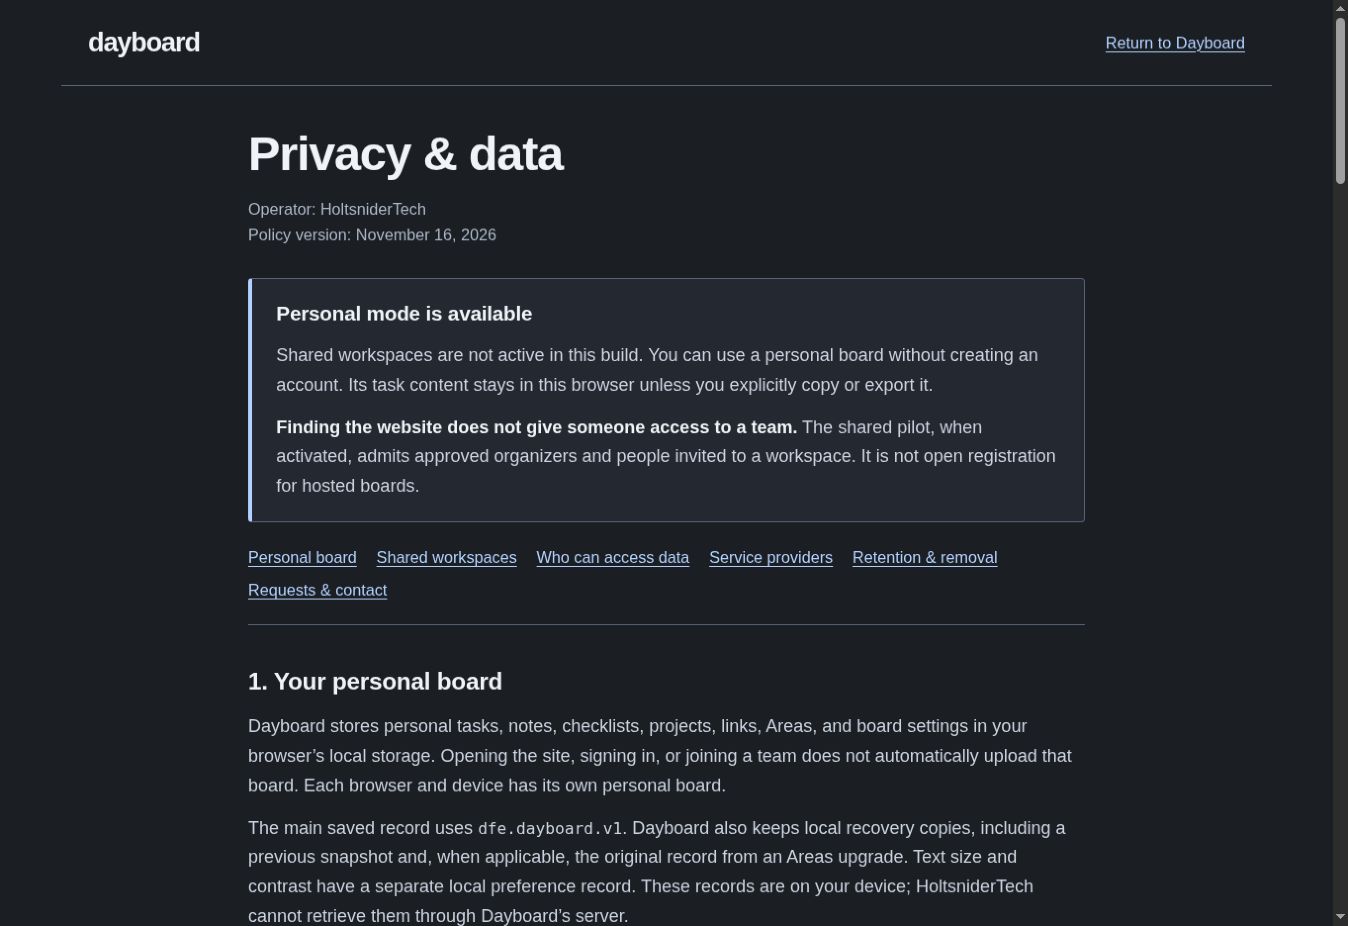 dayboard
Return to Dayboard
Privacy & data
Operator: HoltsniderTech
Policy version: November 16, 2026
Personal mode is available
Shared workspaces are not active in this build. You can use a personal board without creating an
account. Its task content stays in this browser unless you explicitly copy or export it.
Finding the website does not give someone access to a team. The shared pilot, when
activated, admits approved organizers and people invited to a workspace. It is not open registration
for hosted boards.
Personal board Shared workspaces Who can access data Service providers Retention & removal
Requests & contact
1. Your personal board
Dayboard stores personal tasks, notes, checklists, projects, links, Areas, and board settings in your
browser’s local storage. Opening the site, signing in, or joining a team does not automatically upload that
board. Each browser and device has its own personal board.
The main saved record uses dfe.dayboard.v1. Dayboard also keeps local recovery copies, including a
previous snapshot and, when applicable, the original record from an Areas upgrade. Text size and
contrast have a separate local preference record. These records are on your device; HoltsniderTech
cannot retrieve them through Dayboard’s server.